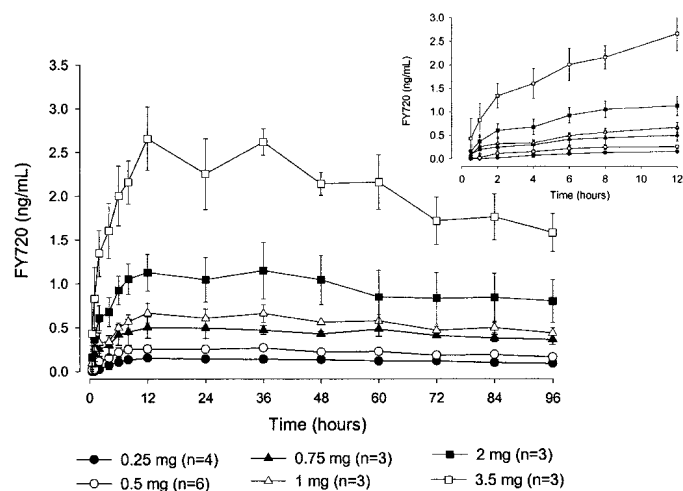 3.0
2.5
2.0
1.5
1.0
0.5
0.0
FY720 (ng/mL)
0 2 4 6 8 10 12
Time (hours)
3.5
3.0
2.5
2.0
1.5
1.0
0.5
0.0
FY720 (ng/mL)
0 12 24 36 48 60 72 84 96
Time (hours)
0.25 mg (n=4) 0.75 mg (n=3) 2 mg (n=3)
0.5 mg (n=6) 1 mg (n=3) 3.5 mg (n=3)